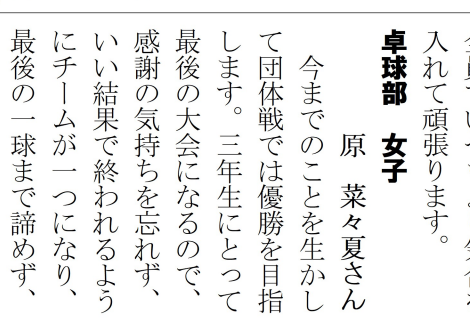 入れて頑張ります。
卓球部　女子
原　菜々夏さん
今までのことを生かし
て団体戦では優勝を目指
します。三年生にとって
最後の大会になるので、
感謝の気持ちを忘れず、
いい結果で終われるよう
にチームが一つになり、
最後の一球まで諦めず、